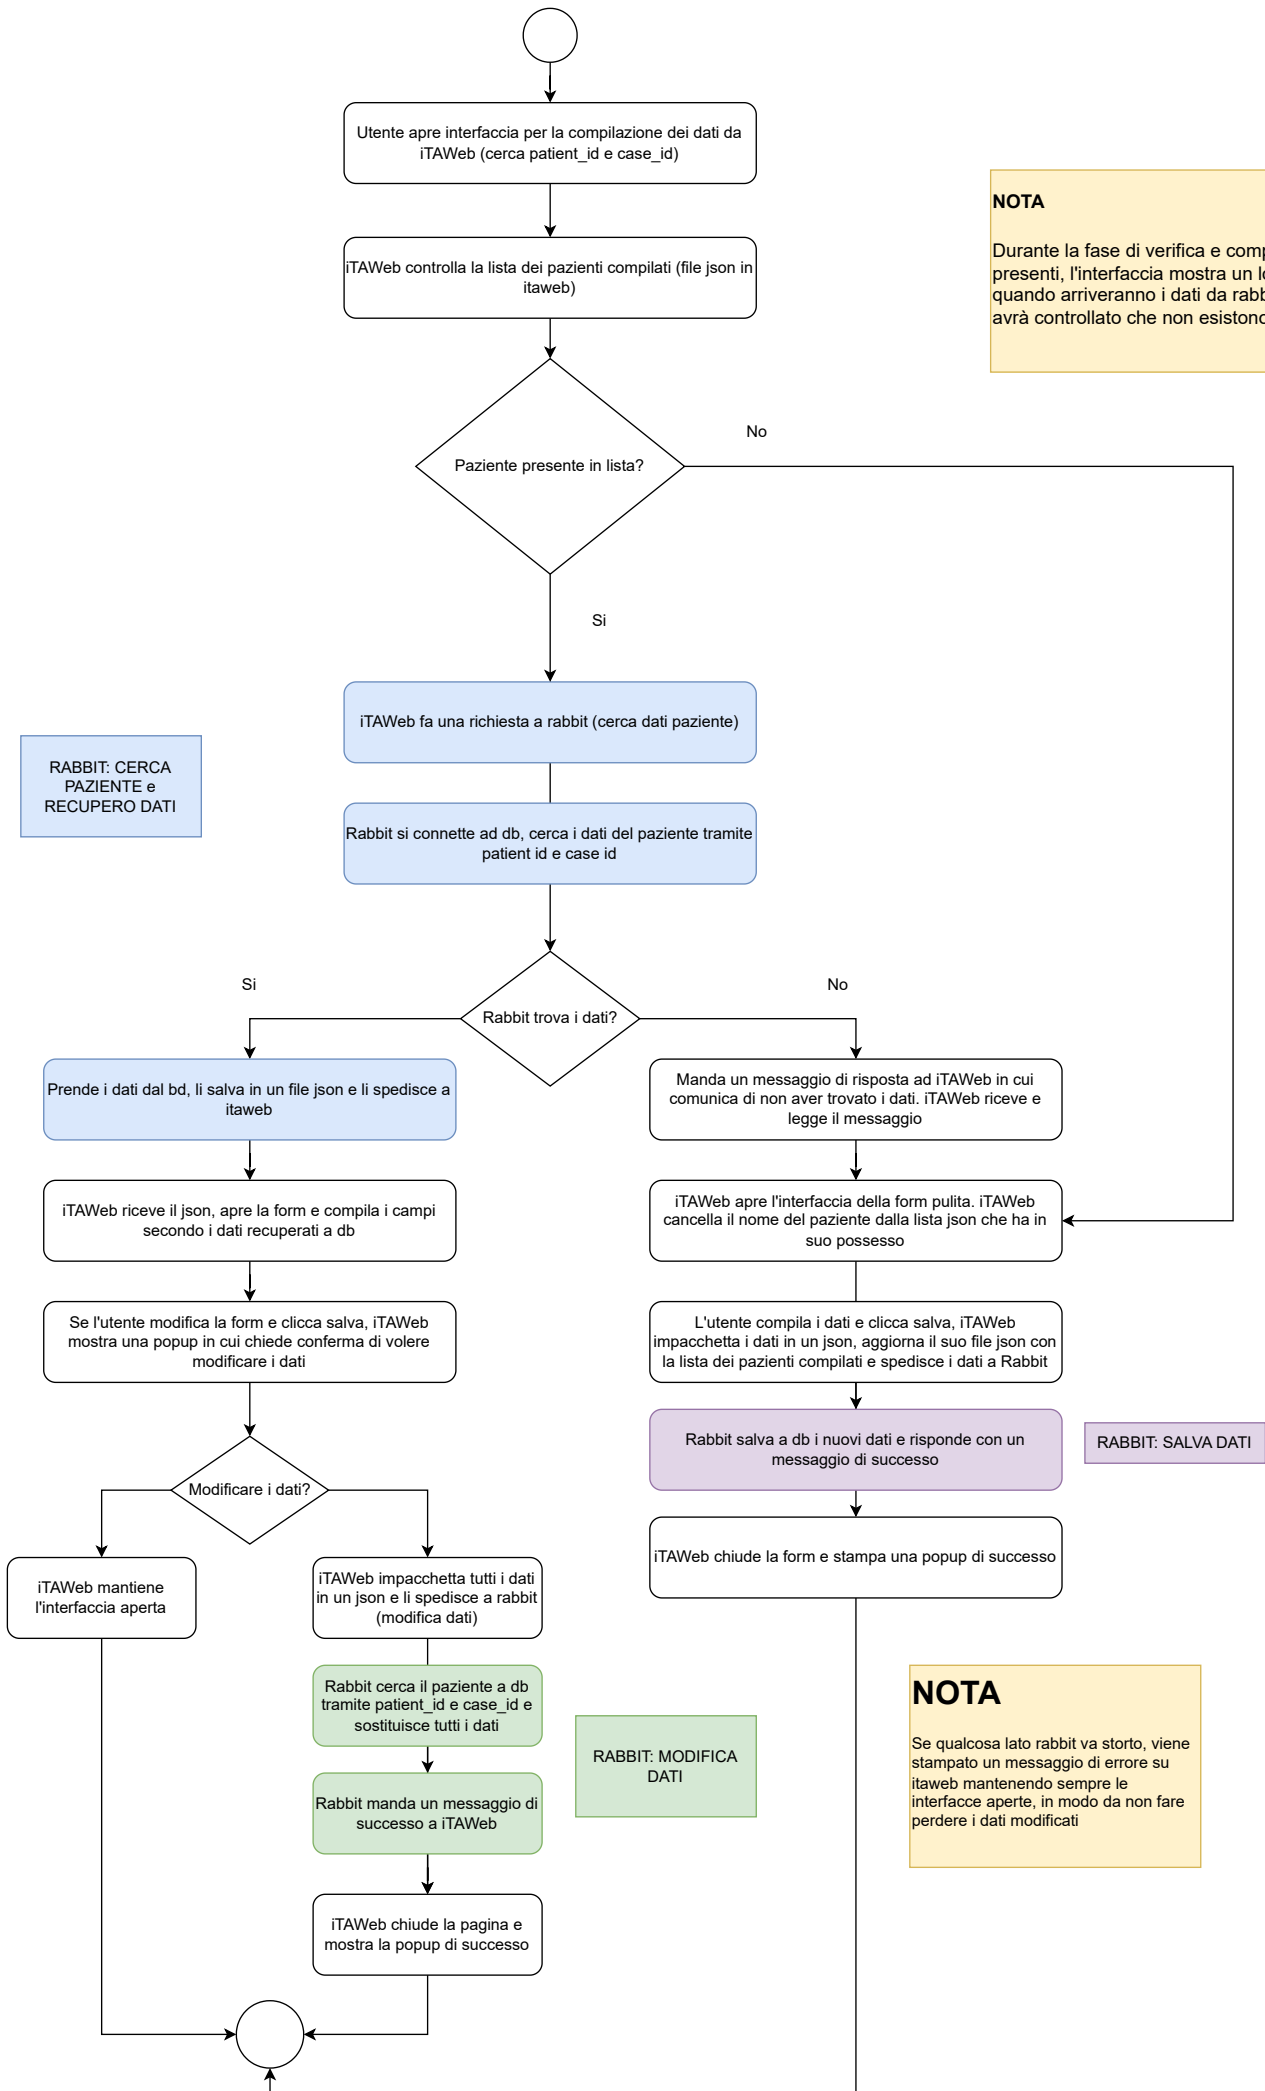 Utente apre interfaccia per la compilazione dei dati da
iTAWeb (cerca patient_id e case_id)
NOTA
Durante la fase di verifica e comp
presenti, l'interfaccia mostra un lo
quando arriveranno i dati da rabb
avrà controllato che non esistono
iTAWeb controlla la lista dei pazienti compilati (file json in
itaweb)
No
Paziente presente in lista?
Si
iTAWeb fa una richiesta a rabbit (cerca dati paziente)
RABBIT: CERCA
PAZIENTE e
RECUPERO DATI
Rabbit si connette ad db, cerca i dati del paziente tramite
patient id e case id
Si
No
Rabbit trova i dati?
Prende i dati dal bd, li salva in un file json e li spedisce a
itaweb
Manda un messaggio di risposta ad iTAWeb in cui
comunica di non aver trovato i dati. iTAWeb riceve e
legge il messaggio
iTAWeb riceve il json, apre la form e compila i campi
secondo i dati recuperati a db
iTAWeb apre l'interfaccia della form pulita. iTAWeb
cancella il nome del paziente dalla lista json che ha in
suo possesso
Se l'utente modifica la form e clicca salva, iTAWeb
mostra una popup in cui chiede conferma di volere
modificare i dati
L'utente compila i dati e clicca salva, iTAWeb
impacchetta i dati in un json, aggiorna il suo file json con
la lista dei pazienti compilati e spedisce i dati a Rabbit
Rabbit salva a db i nuovi dati e risponde con un
messaggio di successo
RABBIT: SALVA DATI
Modificare i dati?
iTAWeb mantiene
l'interfaccia aperta
iTAWeb impacchetta tutti i dati
in un json e li spedisce a rabbit
(modifica dati)
iTAWeb chiude la form e stampa una popup di successo
Rabbit cerca il paziente a db
tramite patient_id e case_id e
sostituisce tutti i dati
RABBIT: MODIFICA
DATI
NOTA
Se qualcosa lato rabbit va storto, viene
stampato un messaggio di errore su
itaweb mantenendo sempre le
interfacce aperte, in modo da non fare
perdere i dati modificati
Rabbit manda un messaggio di
successo a iTAWeb
iTAWeb chiude la pagina e
mostra la popup di successo